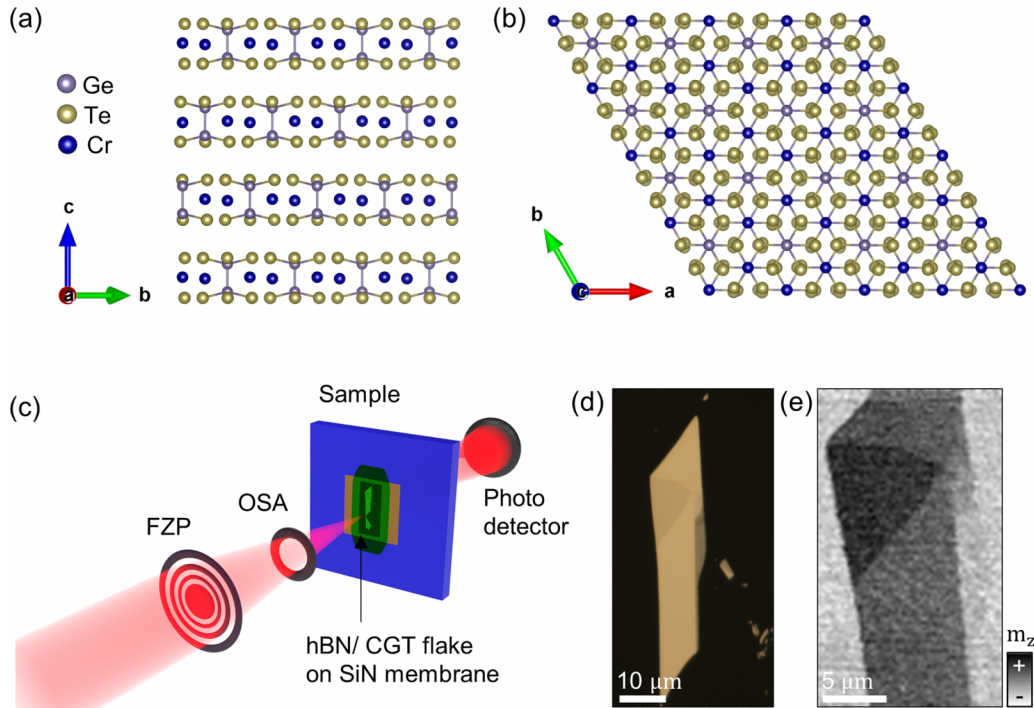 (a)
Ge
Te
Cr
c
a
b
(b)
b
c
a
(c)
Sample
OSA
FZP
Photo
detector
hBN/ CGT flake
on SiN membrane
(d)
10 μm
(e)
5 μm
m_z
+
-